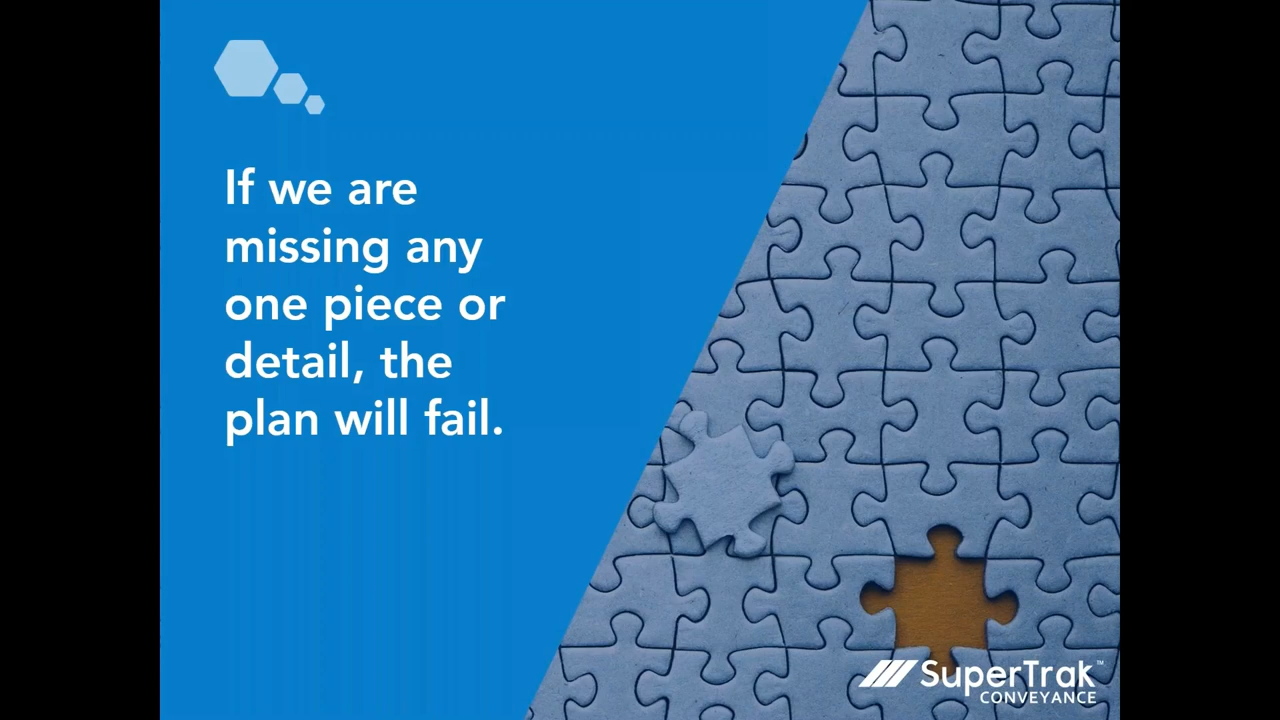 If we are
missing any
one piece or
detail, the
plan will fail.
SuperTrak™
CONVEYANCE